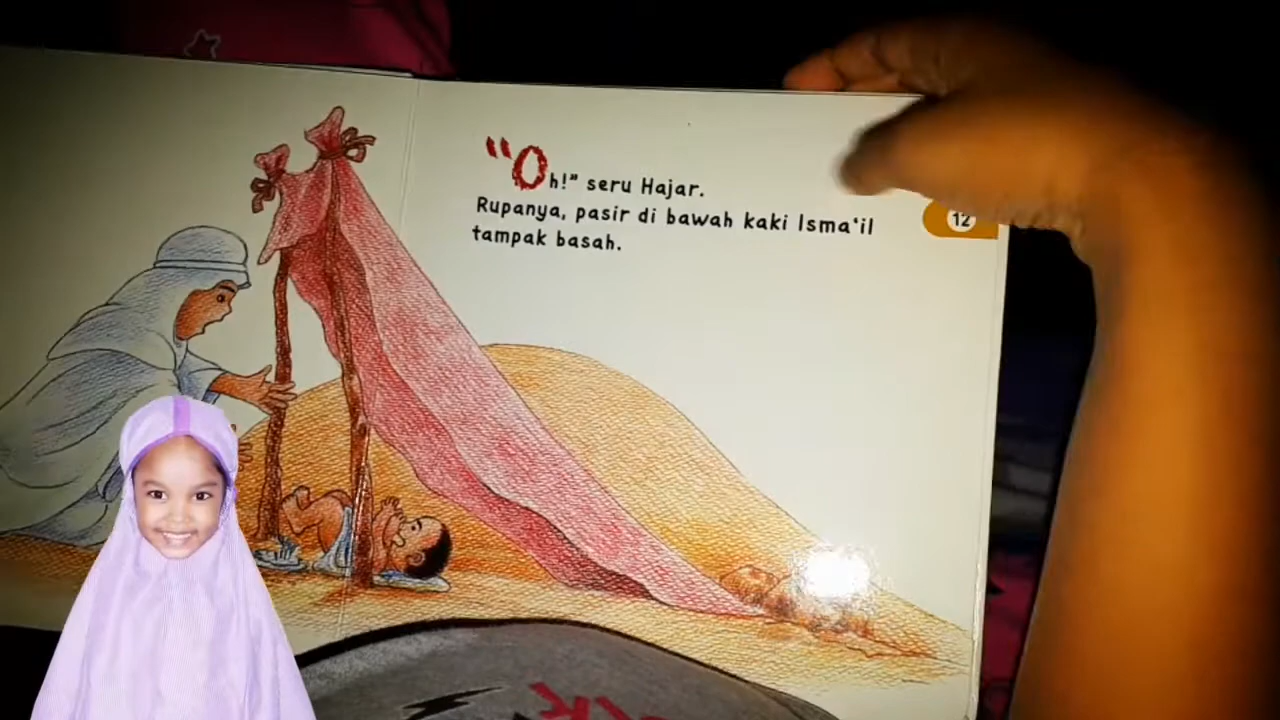 "Oh!" seru Hajar.
Rupanya, pasir di bawah kaki Isma'il
tampak basah.
12